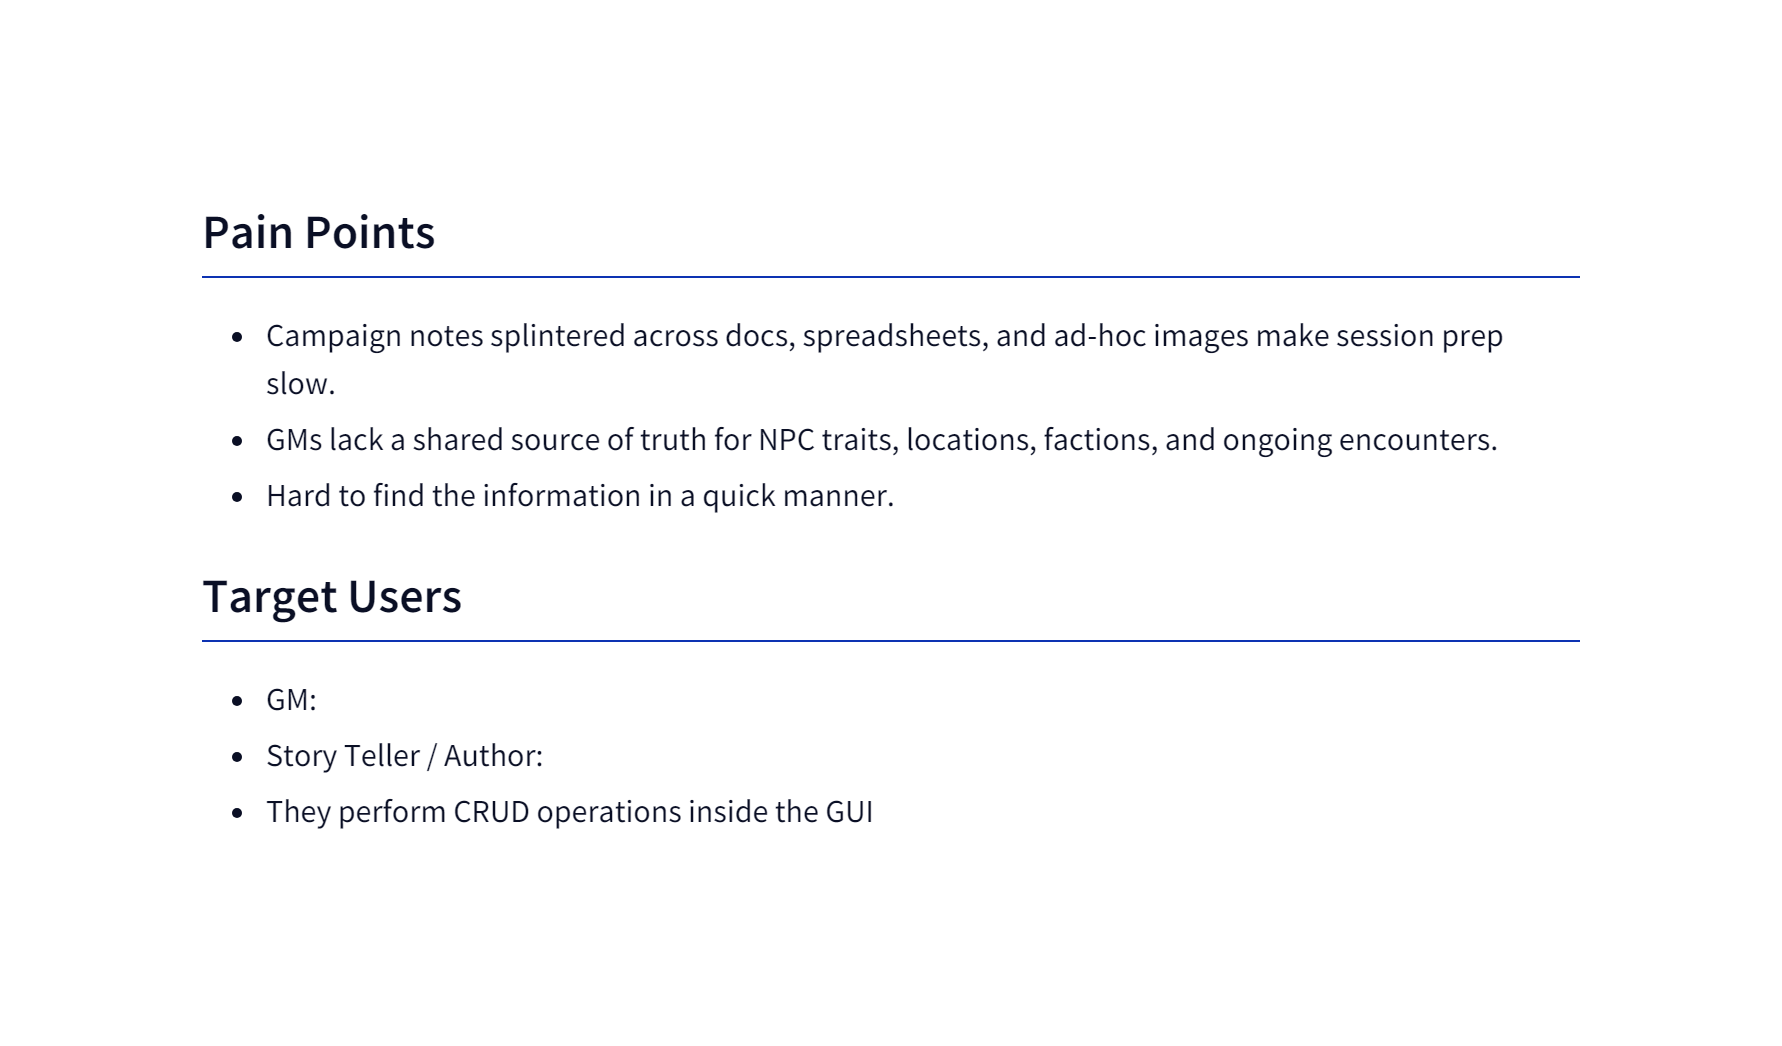 Pain Points
Campaign notes splintered across docs, spreadsheets, and ad-hoc images make session prep
slow.
GMs lack a shared source of truth for NPC traits, locations, factions, and ongoing encounters.
Hard to find the information in a quick manner.
Target Users
GM:
Story Teller / Author:
They perform CRUD operations inside the GUI